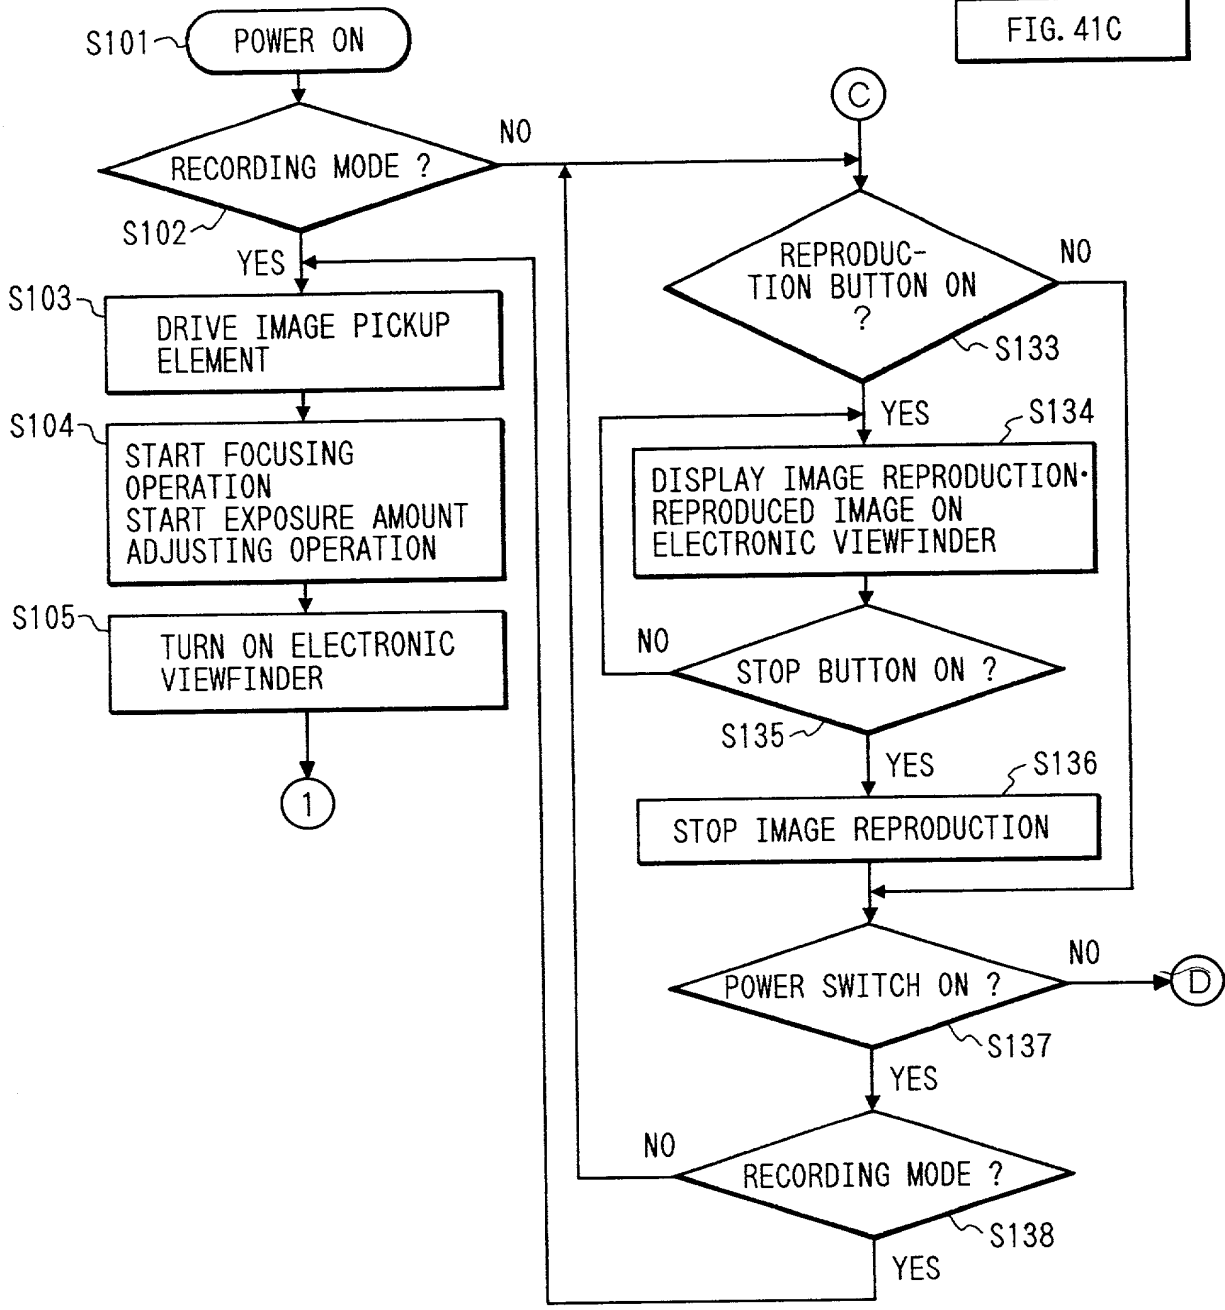 FIG. 41C
S101
POWER ON
RECORDING MODE ?
NO
S102
YES
S103
DRIVE IMAGE PICKUP
ELEMENT
S104
START FOCUSING
OPERATION
START EXPOSURE AMOUNT
ADJUSTING OPERATION
S105
TURN ON ELECTRONIC
VIEWFINDER
1
C
REPRODUC-
TION BUTTON ON
?
NO
S133
YES
S134
DISPLAY IMAGE REPRODUCTION·
REPRODUCED IMAGE ON
ELECTRONIC VIEWFINDER
NO
STOP BUTTON ON ?
S135
YES
S136
STOP IMAGE REPRODUCTION
POWER SWITCH ON ?
NO
D
S137
YES
NO
RECORDING MODE ?
S138
YES